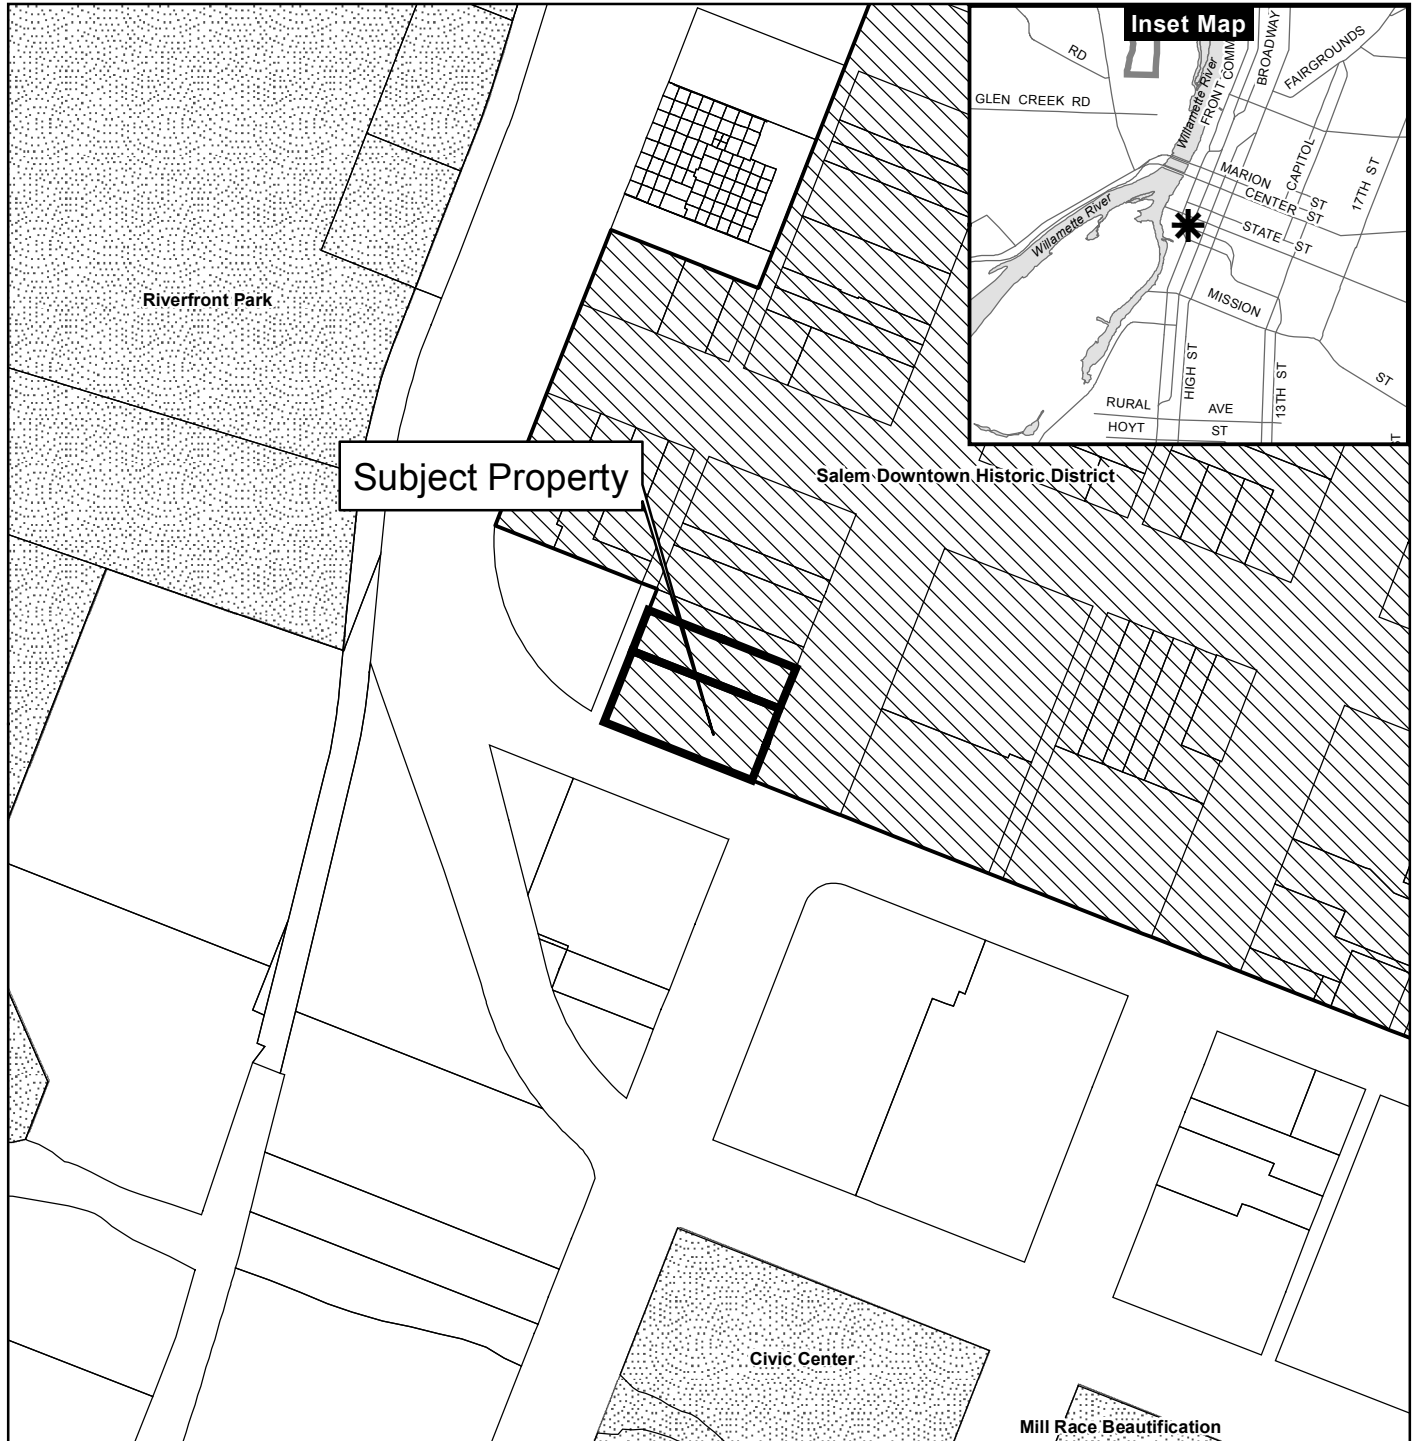 Inset Map
RD
GLEN CREEK RD
Willamette River
FRONT
COMM
BROADWAY
FAIRGROUNDS
CAPITOL
17TH ST
MARION ST
CENTER ST
STATE ST
Willamette River
MISSION
ST
HIGH ST
13TH ST
RURAL AVE
HOYT ST
ST
Riverfront Park
Subject Property
Salem Downtown Historic District
Civic Center
Mill Race Beautification